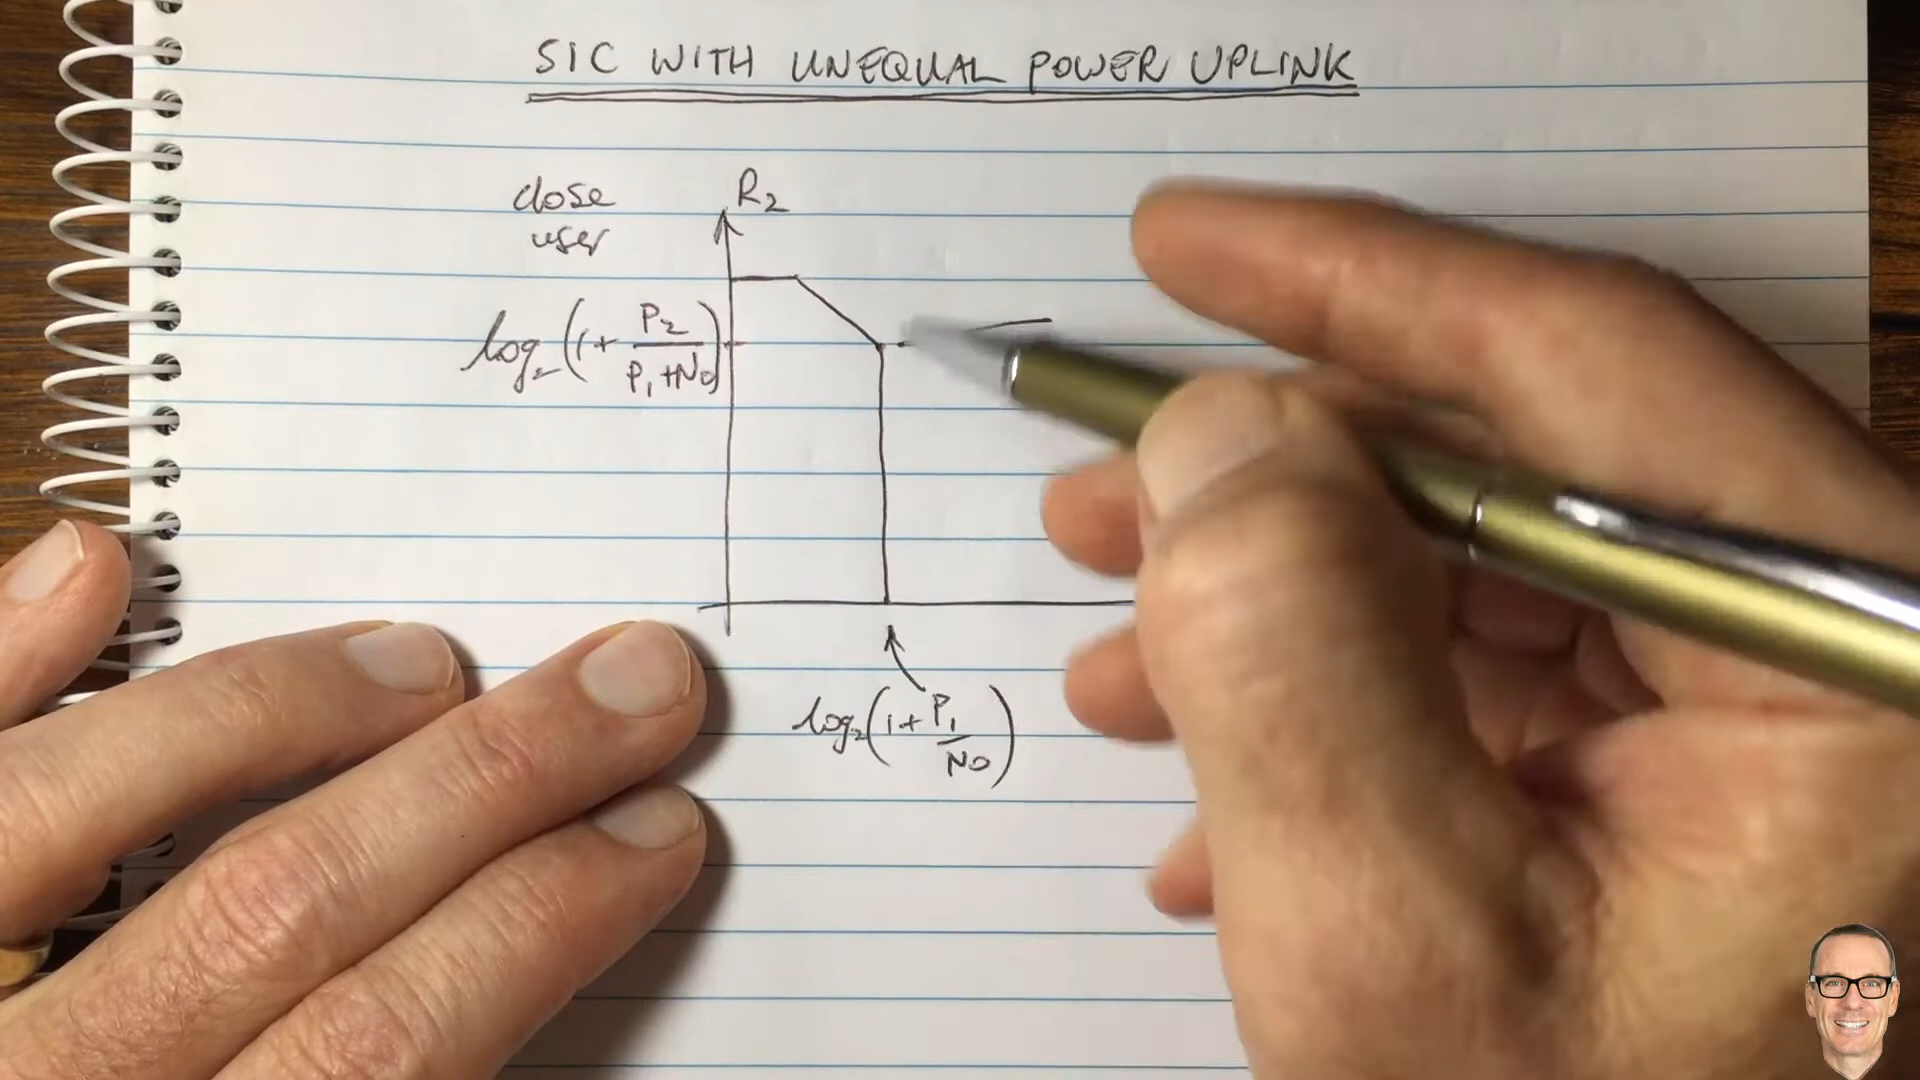 SIC WITH UNEQUAL POWER UPLINK
close
user
R₂
log₂(1 + P₂/(P₁+N₀))
log₂(1 + P₁/N₀)